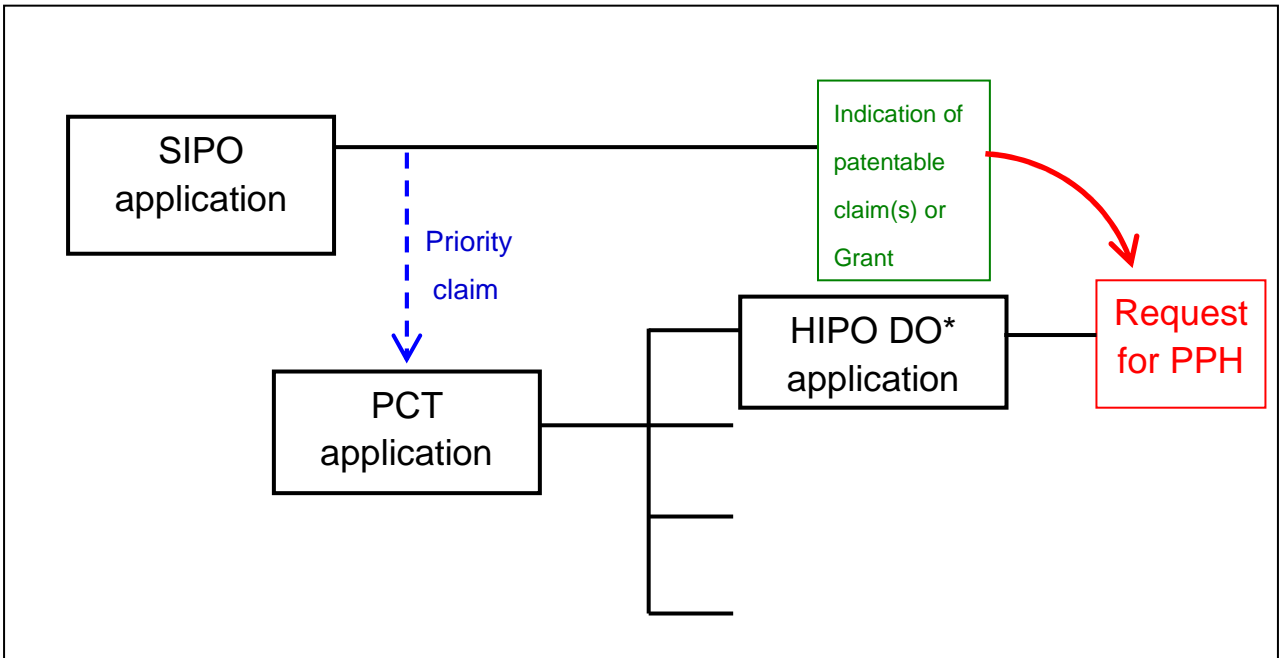 SIPO
application
Indication of
patentable
claim(s) or
Grant
Priority
claim
HIPO DO*
application
Request
for PPH
PCT
application